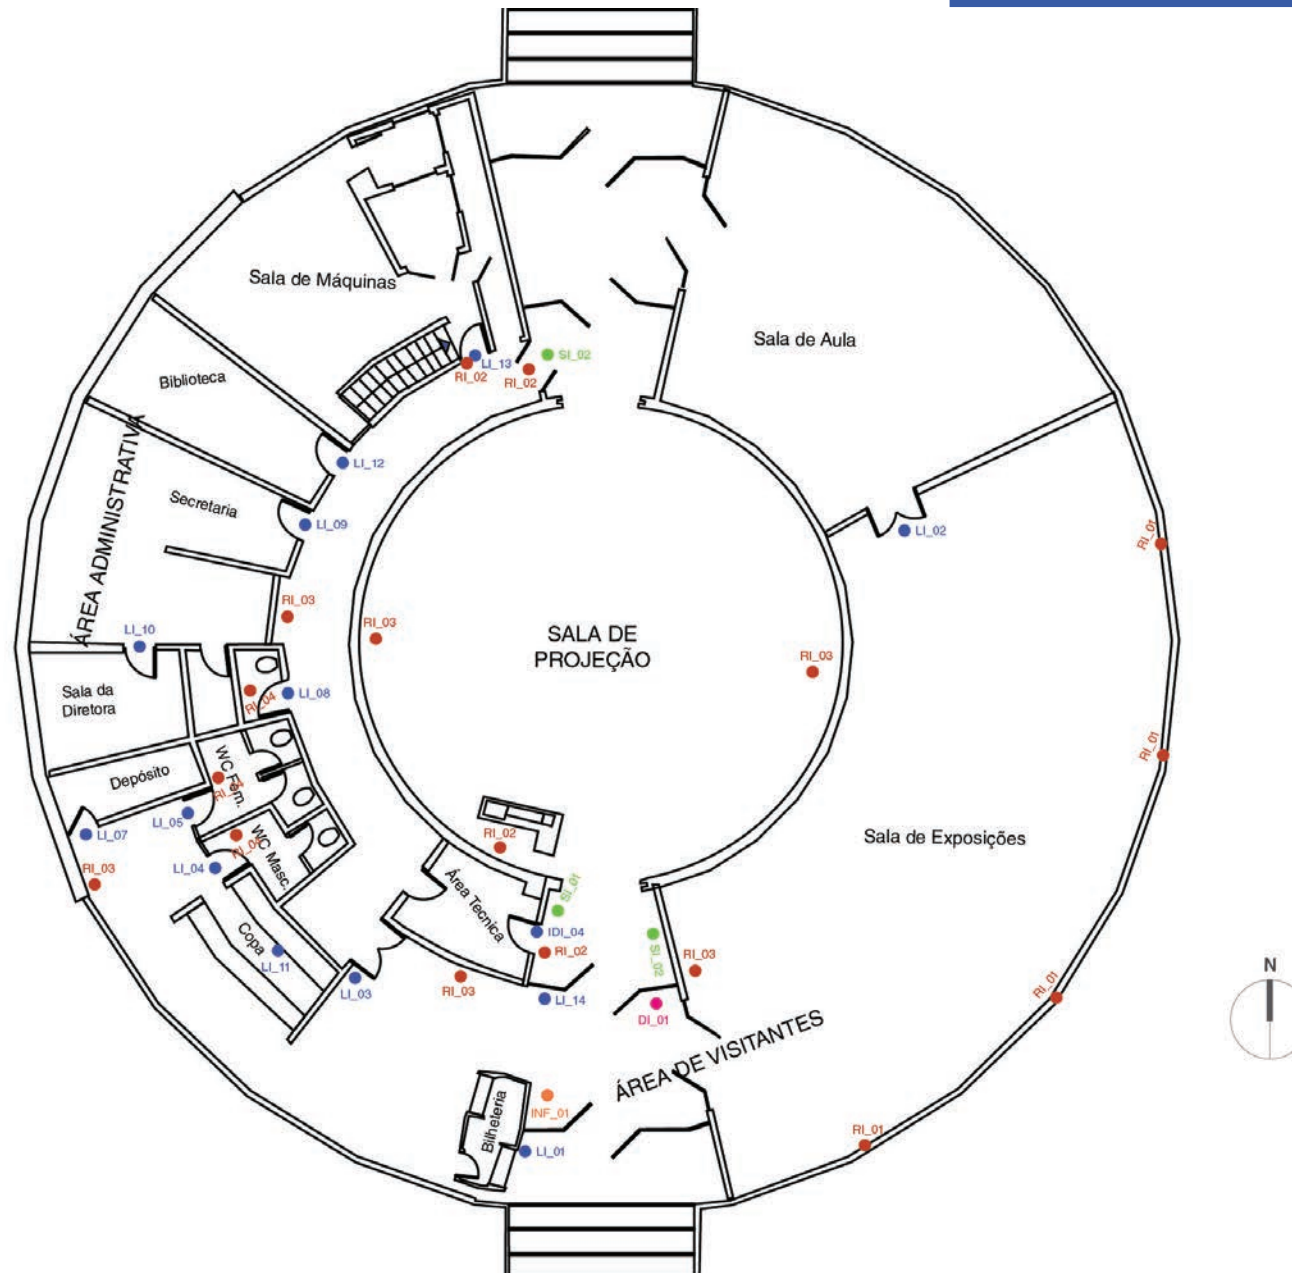 Sala de Máquinas
Sala de Aula
SI_02
LI_13
RI_02
RI_02
Biblioteca
LI_12
ÁREA ADMINISTRATIVA
Secretaria
LI_09
LI_02
RI_01
RI_03
RI_03
LI_10
SALA DE
PROJEÇÃO
RI_03
Sala da
Diretora
RI_04
LI_08
RI_01
Depósito
WC Fem.
LI_05
LI_07
WC Masc.
RI_02
Sala de Exposições
RI_03
LI_04
Área Tecnica
SI_01
IDI_04
SI_02
Copa
LI_11
RI_02
RI_03
LI_03
RI_03
LI_14
DI_01
RI_01
N
ÁREA DE VISITANTES
Bilheteria
INF_01
LI_01
RI_01